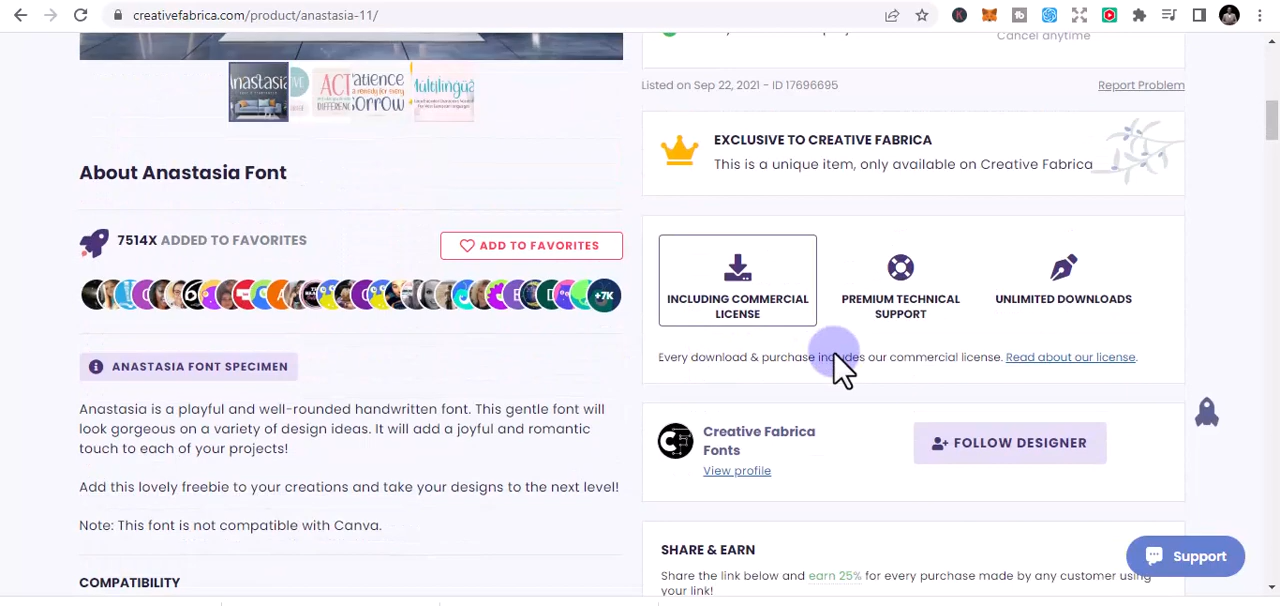 creativefabrica.com/product/anastasia-11/
Cancel anytime
Listed on Sep 22, 2021 - ID 17696695
Report Problem
EXCLUSIVE TO CREATIVE FABRICA
This is a unique item, only available on Creative Fabrica
About Anastasia Font
7514X ADDED TO FAVORITES
ADD TO FAVORITES
+7K
INCLUDING COMMERCIAL
LICENSE
PREMIUM TECHNICAL
SUPPORT
UNLIMITED DOWNLOADS
Every download & purchase includes our commercial license. Read about our license.
ANASTASIA FONT SPECIMEN
Anastasia is a playful and well-rounded handwritten font. This gentle font will
look gorgeous on a variety of design ideas. It will add a joyful and romantic
touch to each of your projects!
Add this lovely freebie to your creations and take your designs to the next level!
Note: This font is not compatible with Canva.
COMPATIBILITY
Creative Fabrica
Fonts
View profile
FOLLOW DESIGNER
SHARE & EARN
Share the link below and earn 25% for every purchase made by any customer using
your link!
Support